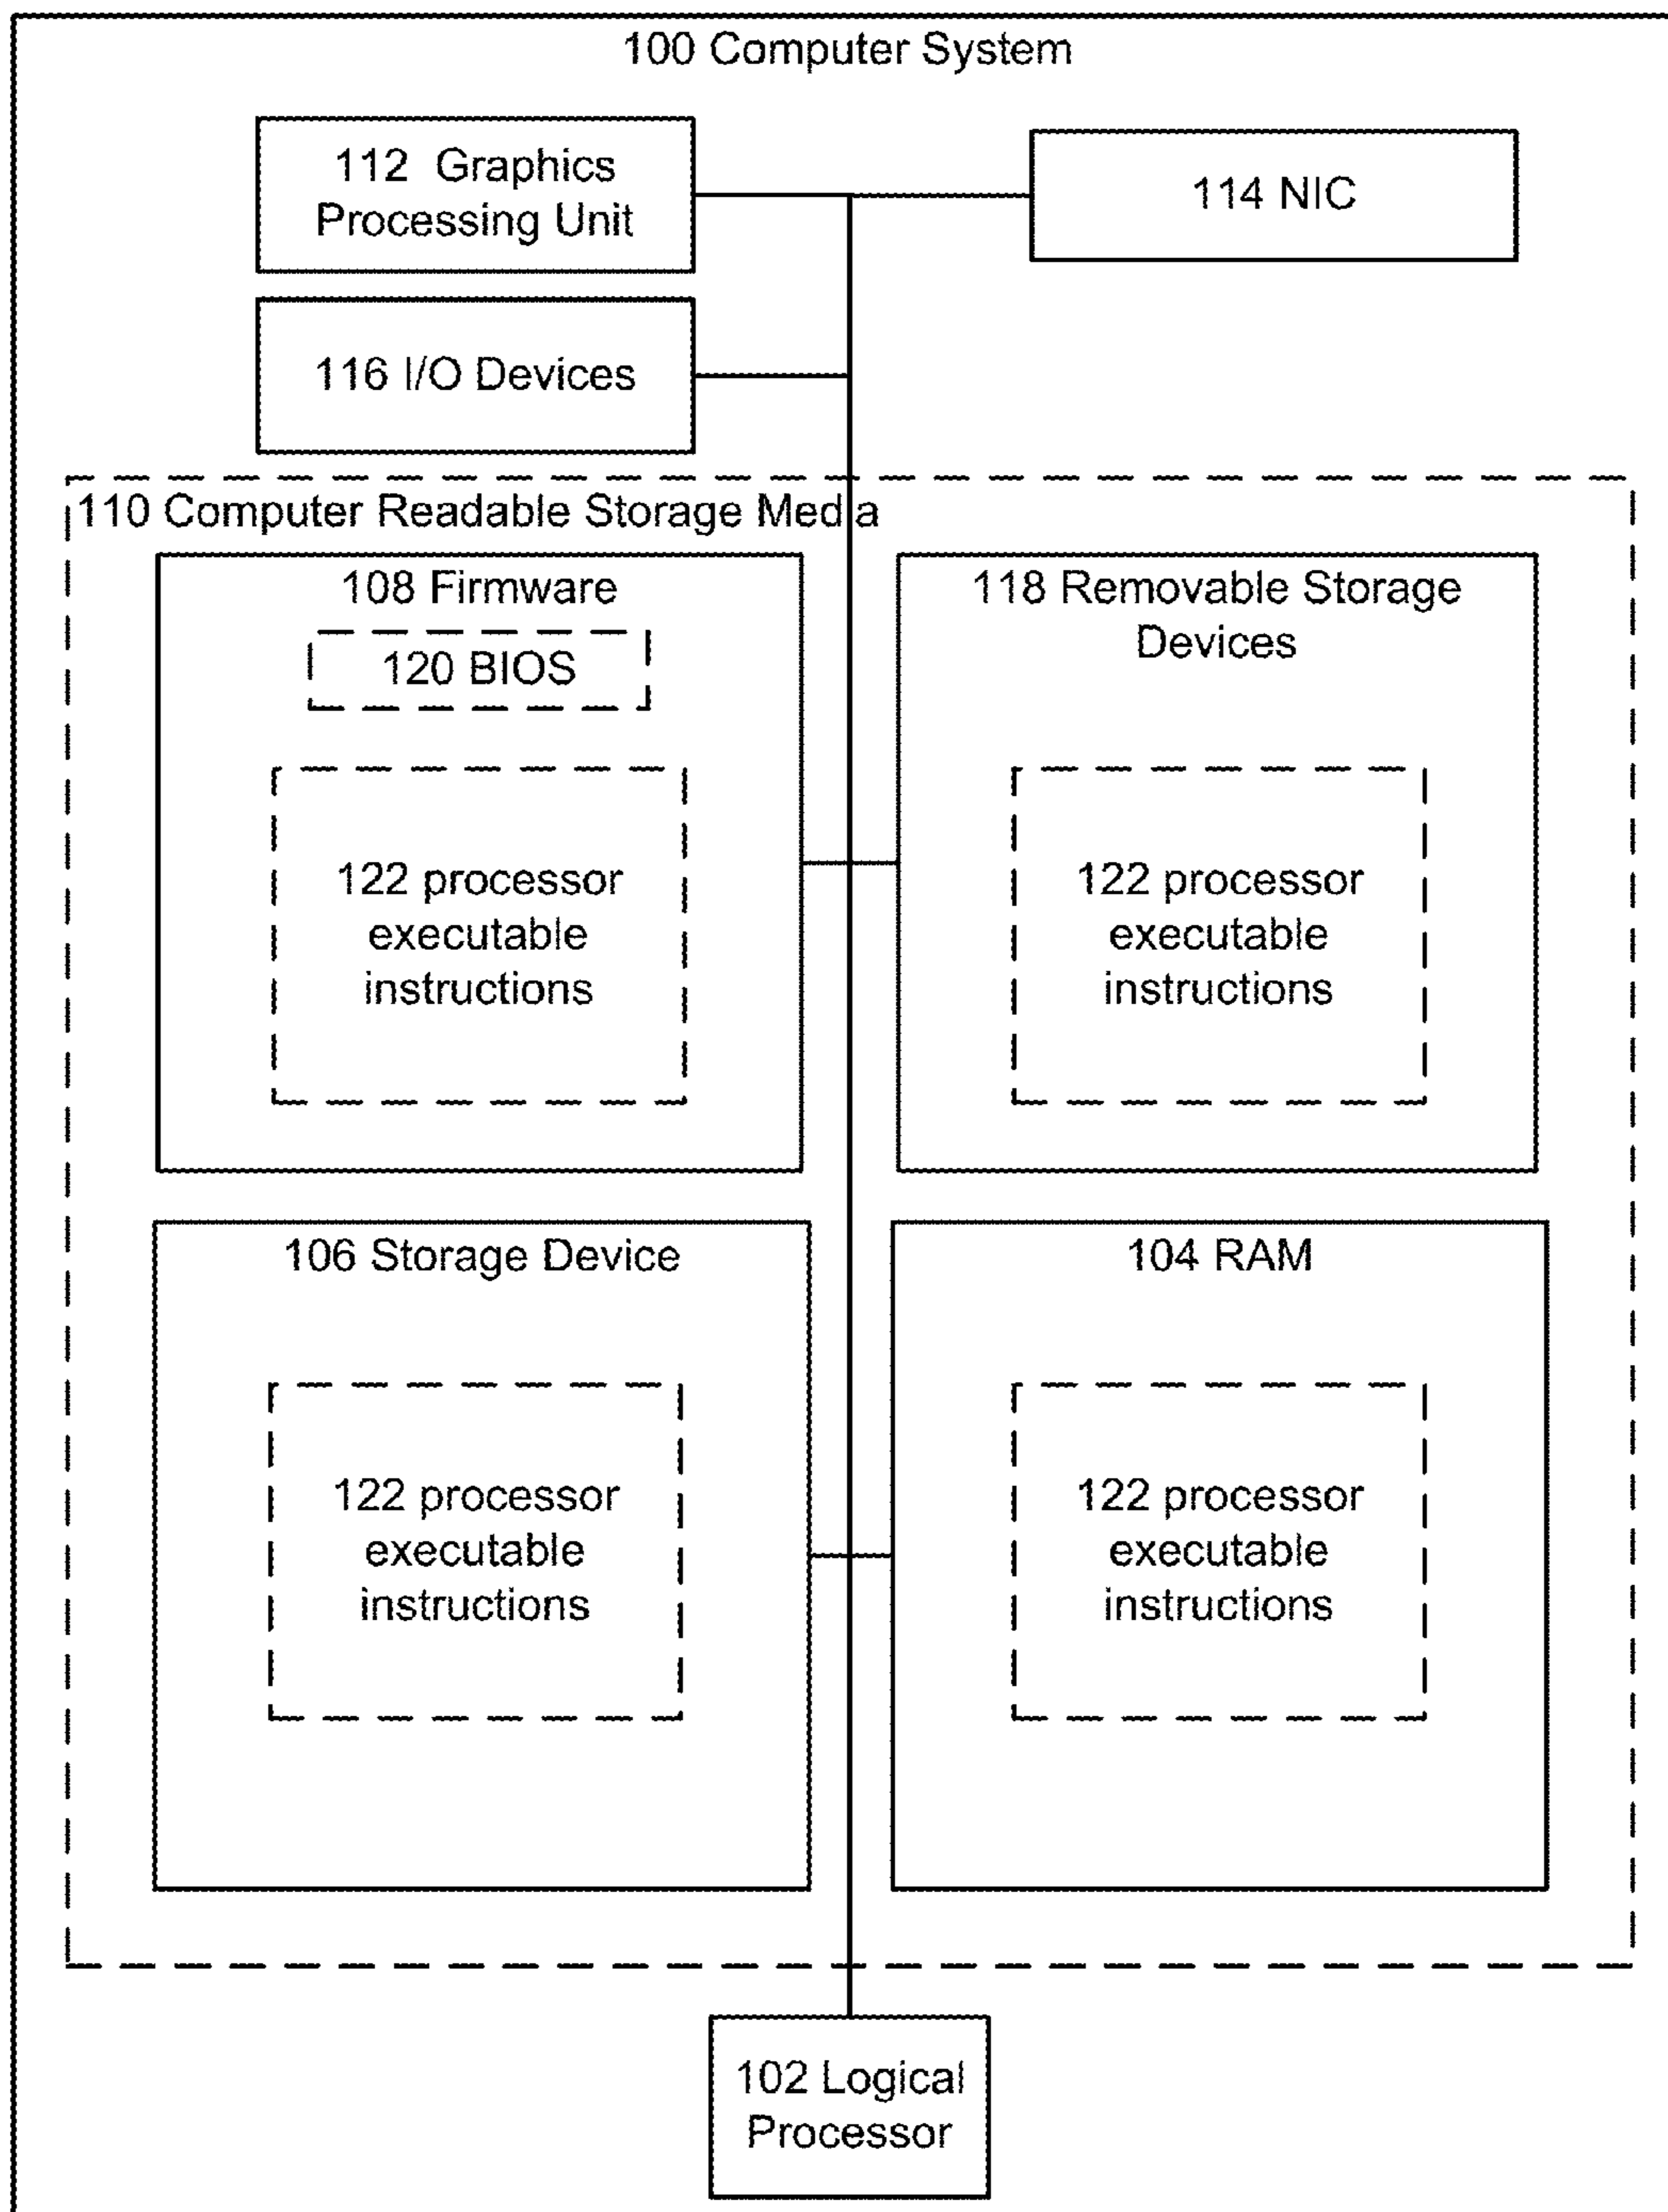 100 Computer System
112 Graphics
Processing Unit
114 NIC
116 I/O Devices
110 Computer Readable Storage Media
108 Firmware
120 BIOS
122 processor
executable
instructions
118 Removable Storage
Devices
122 processor
executable
instructions
106 Storage Device
122 processor
executable
instructions
104 RAM
122 processor
executable
instructions
102 Logical
Processor